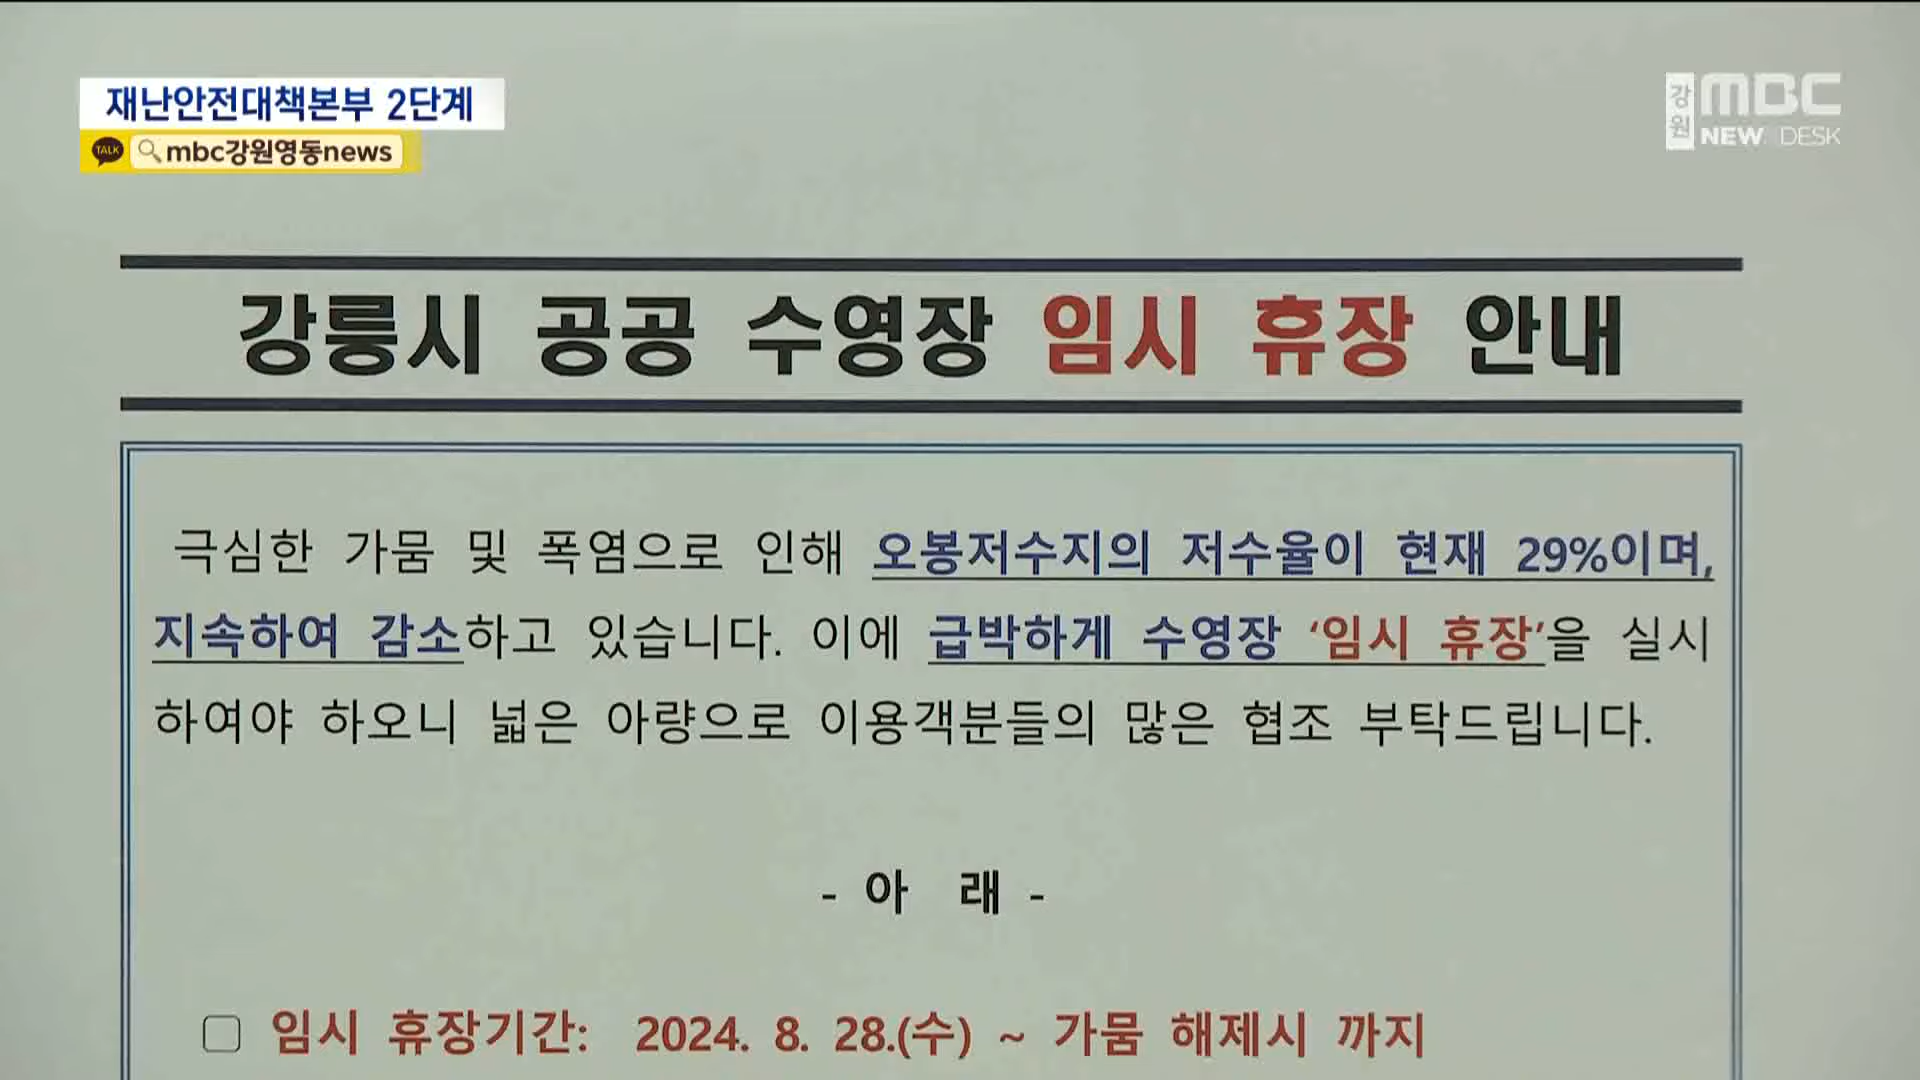 재난안전대책본부 2단계
TALK mbc강원영동news
강원 MBC
NEWS DESK
강릉시 공공 수영장 임시 휴장 안내
극심한 가뭄 및 폭염으로 인해 오봉저수지의 저수율이 현재 29%이며,
지속하여 감소하고 있습니다. 이에 급박하게 수영장 ‘임시 휴장’을 실시
하여야 하오니 넓은 아량으로 이용객분들의 많은 협조 부탁드립니다.
- 아 래 -
□ 임시 휴장기간: 2024. 8. 28.(수) ~ 가뭄 해제시 까지